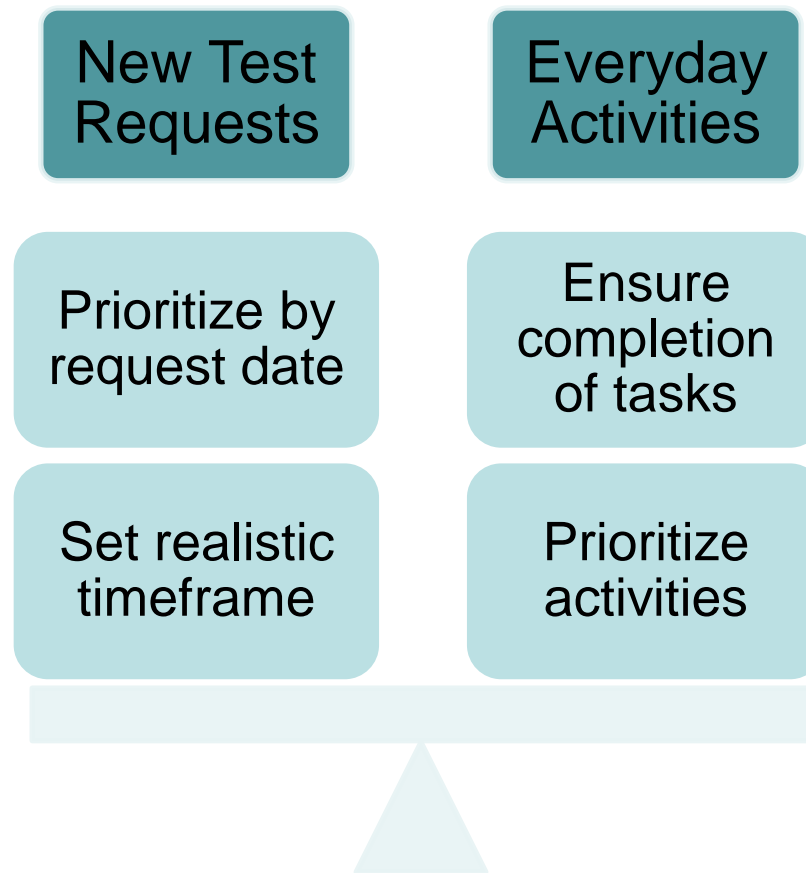 New Test
Requests
Everyday
Activities
Prioritize by
request date
Ensure
completion
of tasks
Set realistic
timeframe
Prioritize
activities